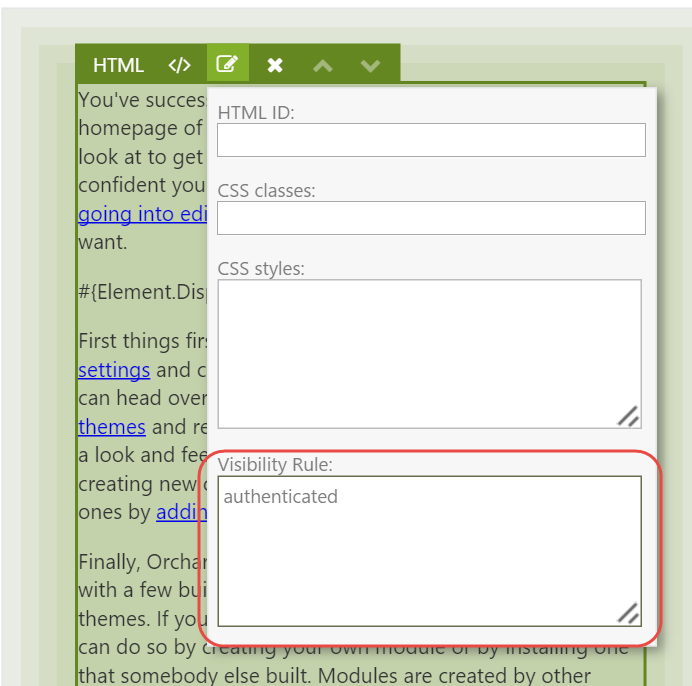 HTML </>
You've succes
homepage of
look at to get
confident you
going into edi
want.
#{Element.Dis
First things fir
settings and c
can head over
themes and re
a look and fee
creating new
ones by addin
Finally, Orchar
with a few bui
themes. If you
can do so by creating your own module or by installing one
that somebody else built. Modules are created by other
HTML ID:
CSS classes:
CSS styles:
Visibility Rule:
authenticated